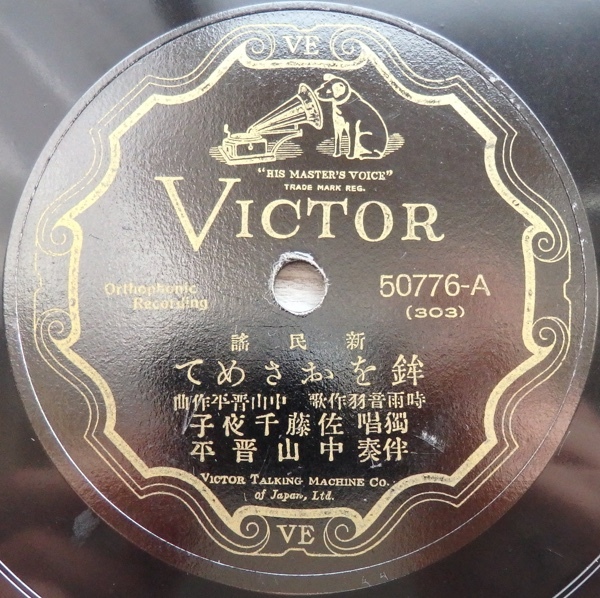 VE
"HIS MASTER'S VOICE"
TRADE MARK REG.
VICTOR
Orthophonic
Recording
50776-A
(303)
新民謠
鉾をおさめて
時雨音羽作歌 中山晋平作曲
獨唱 佐藤千夜子
伴奏 中山晋平
VICTOR TALKING MACHINE CO.
of Japan, Ltd.
VE